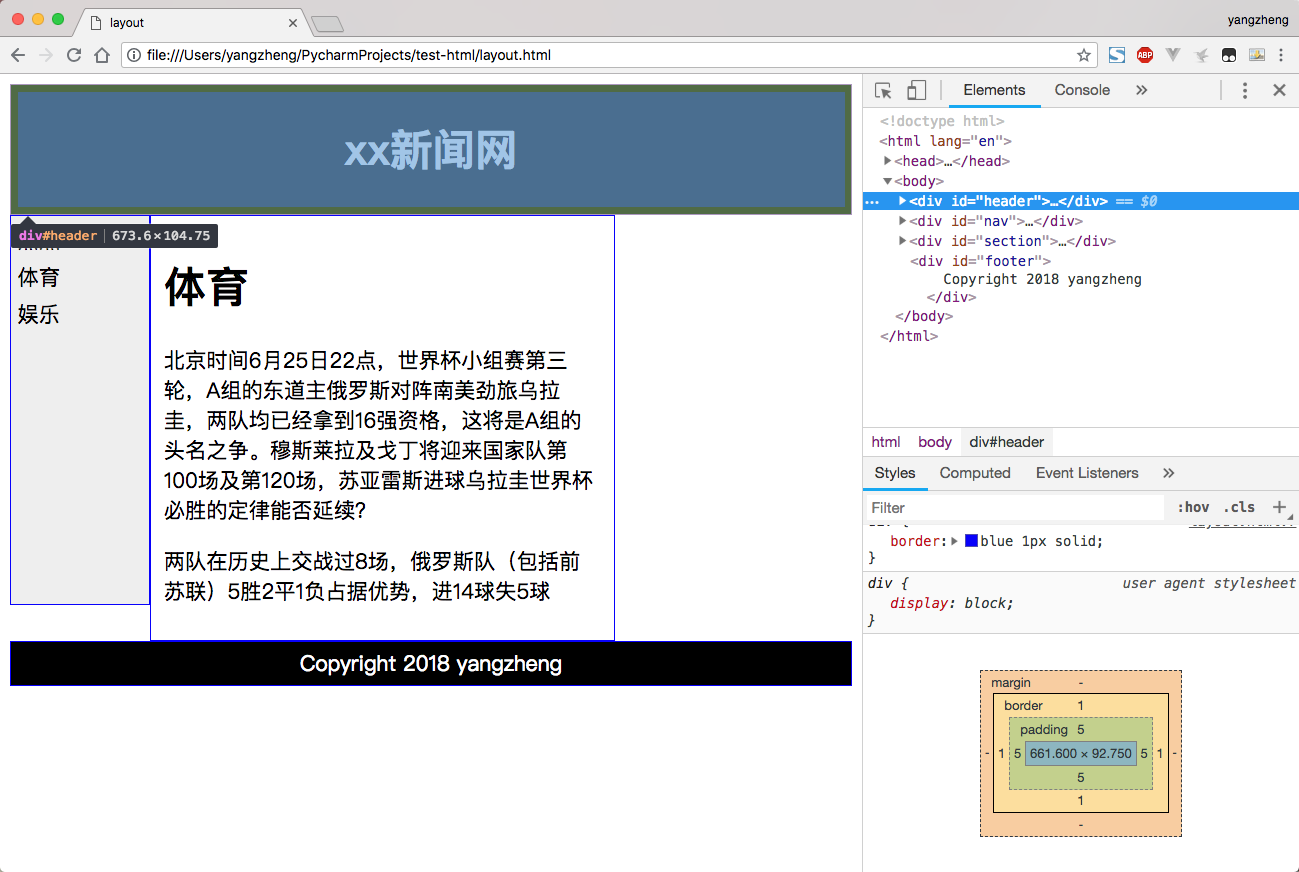 layout
yangzheng
file:///Users/yangzheng/PycharmProjects/test-html/layout.html
ABP
xx新闻网
div#header 673.6×104.75
体育
娱乐
体育
北京时间6月25日22点，世界杯小组赛第三
轮，A组的东道主俄罗斯对阵南美劲旅乌拉
圭，两队均已经拿到16强资格，这将是A组的
头名之争。穆斯莱拉及戈丁将迎来国家队第
100场及第120场，苏亚雷斯进球乌拉圭世界杯
必胜的定律能否延续?
两队在历史上交战过8场，俄罗斯队（包括前
苏联）5胜2平1负占据优势，进14球失5球
Copyright 2018 yangzheng
Elements Console »
<!doctype html>
<html lang="en">
<head>…</head>
<body>
… <div id="header">…</div> == $0
<div id="nav">…</div>
<div id="section">…</div>
<div id="footer">
Copyright 2018 yangzheng
</div>
</body>
</html>
html body div#header
Styles Computed Event Listeners »
Filter :hov .cls +
border: blue 1px solid;
}
div { user agent stylesheet
display: block;
}
margin -
border 1
padding 5
- 1 5 661.600 × 92.750 5 1 -
5
1
-